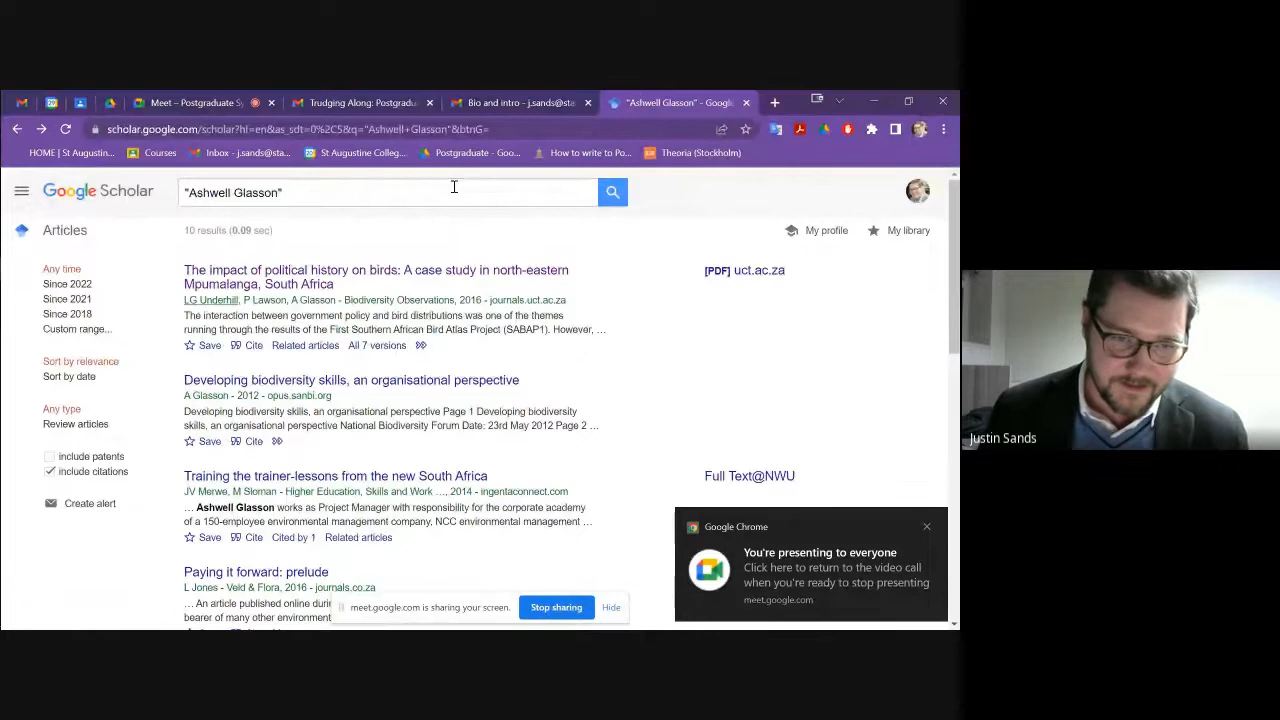 Meet – Postgraduate Sy
Trudging Along: Postgradu
Bio and intro - j.sands@st
"Ashwell Glasson" - Google
scholar.google.com/scholar?hl=en&as_sdt=0%2C5&q="Ashwell+Glasson"&btnG=
HOME | St Augustin...
Courses
Inbox - j.sands@sta...
St Augustine Colleg...
Postgraduate - Goo...
How to write to Po...
Theoria (Stockholm)
Google Scholar
"Ashwell Glasson"
Articles
10 results (0.09 sec)
My profile
My library
Any time
Since 2022
Since 2021
Since 2018
Custom range...
Sort by relevance
Sort by date
Any type
Review articles
include patents
include citations
Create alert
The impact of political history on birds: A case study in north-eastern
Mpumalanga, South Africa
LG Underhill, P Lawson, A Glasson - Biodiversity Observations, 2016 - journals.uct.ac.za
The interaction between government policy and bird distributions was one of the themes
running through the results of the First Southern African Bird Atlas Project (SABAP1). However, ...
Save Cite Related articles All 7 versions
[PDF] uct.ac.za
Developing biodiversity skills, an organisational perspective
A Glasson - 2012 - opus.sanbi.org
Developing biodiversity skills, an organisational perspective Page 1 Developing biodiversity
skills, an organisational perspective National Biodiversity Forum Date: 23rd May 2012 Page 2 ...
Save Cite
Training the trainer-lessons from the new South Africa
JV Merwe, M Sloman - Higher Education, Skills and Work ..., 2014 - ingentaconnect.com
... Ashwell Glasson works as Project Manager with responsibility for the corporate academy
of a 150-employee environmental management company, NCC environmental management ...
Save Cite Cited by 1 Related articles
Full Text@NWU
Paying it forward: prelude
L Jones - Veld & Flora, 2016 - journals.co.za
... An article published online duri
bearer of many other environment
meet.google.com is sharing your screen.
Stop sharing
Hide
Google Chrome
You're presenting to everyone
Click here to return to the video call
when you're ready to stop presenting
meet.google.com
Justin Sands